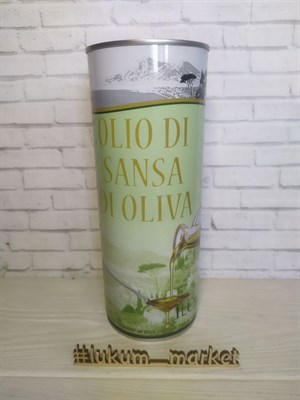 OLIO DI
SANSA
DI OLIVA
#lukum_market